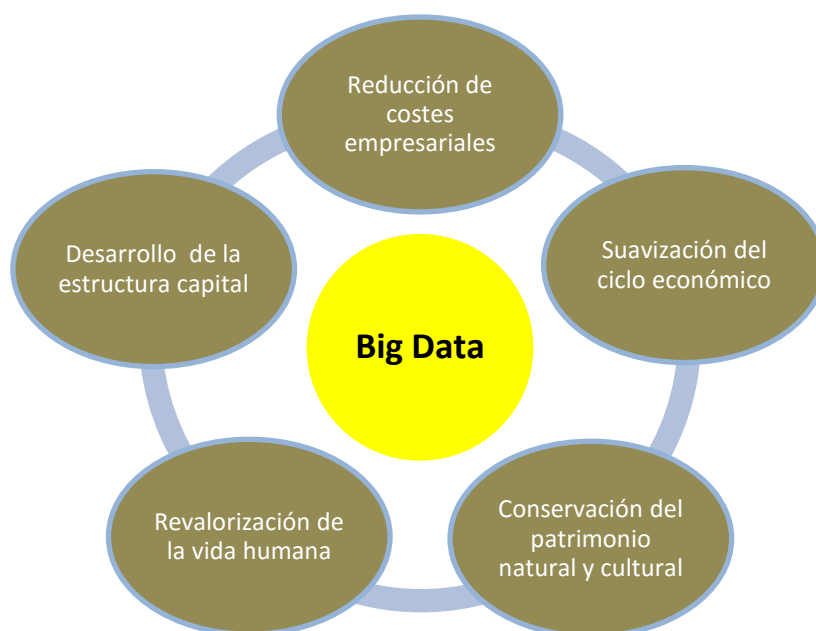 Reducción de
costes
empresariales
Desarrollo de la
estructura capital
Suavización del
ciclo económico
Big Data
Revalorización de
la vida humana
Conservación del
patrimonio
natural y cultural